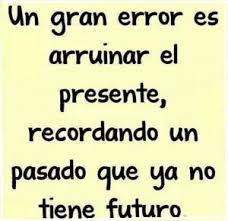 Un gran error es
arruinar el
presente,
recordando un
pasado que ya no
tiene futuro.